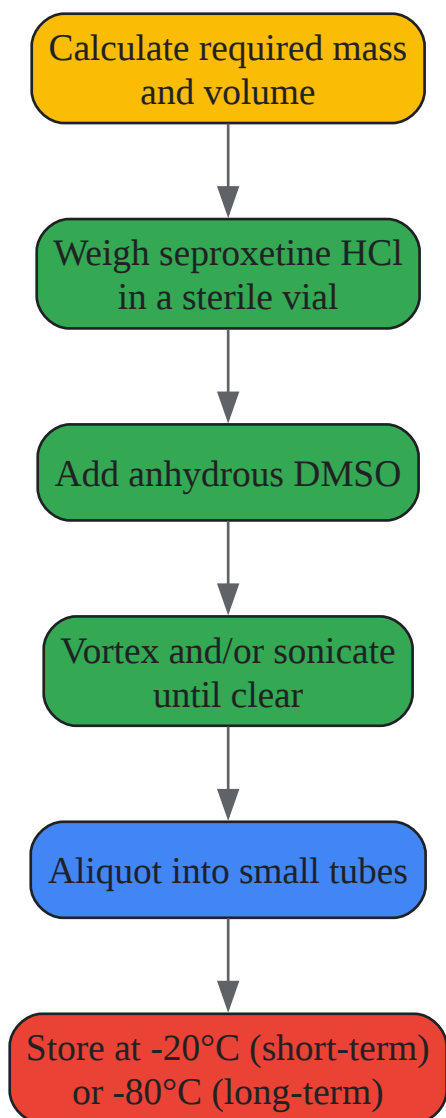 Calculate required mass
and volume
Weigh seproxetine HCl
in a sterile vial
Add anhydrous DMSO
Vortex and/or sonicate
until clear
Aliquot into small tubes
Store at -20°C (short-term)
or -80°C (long-term)